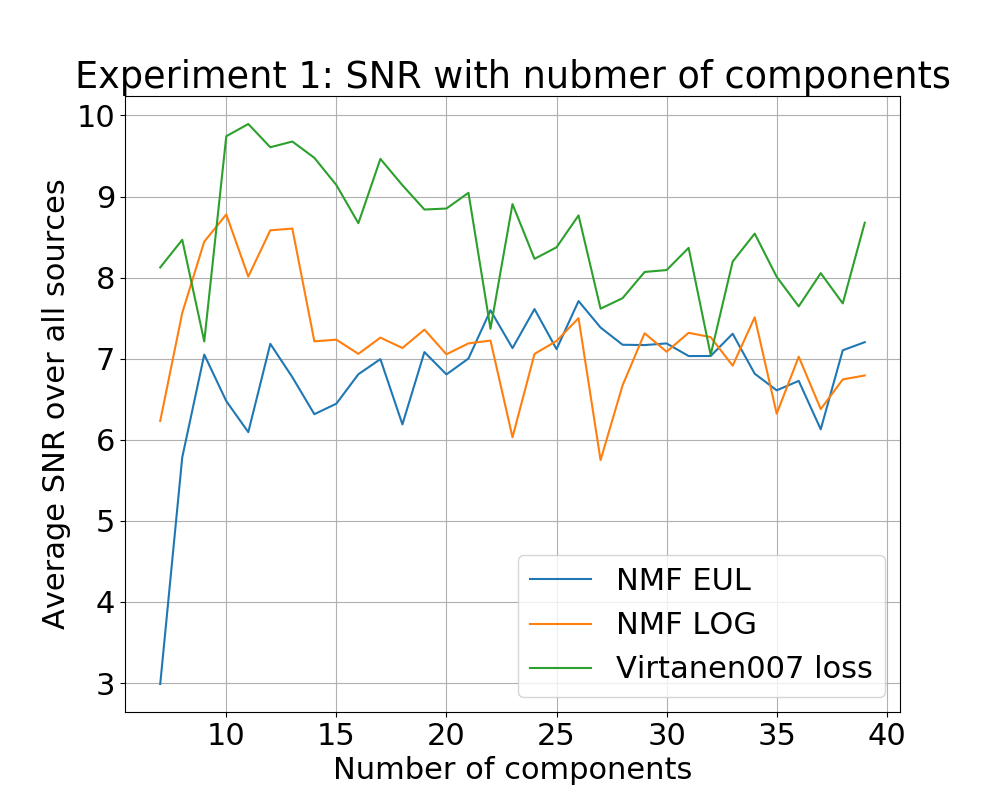 Experiment 1: SNR with nubmer of components
10
9
8
7
6
5
4
3
Average SNR over all sources
NMF EUL
NMF LOG
Virtanen007 loss
10 15 20 25 30 35 40
Number of components